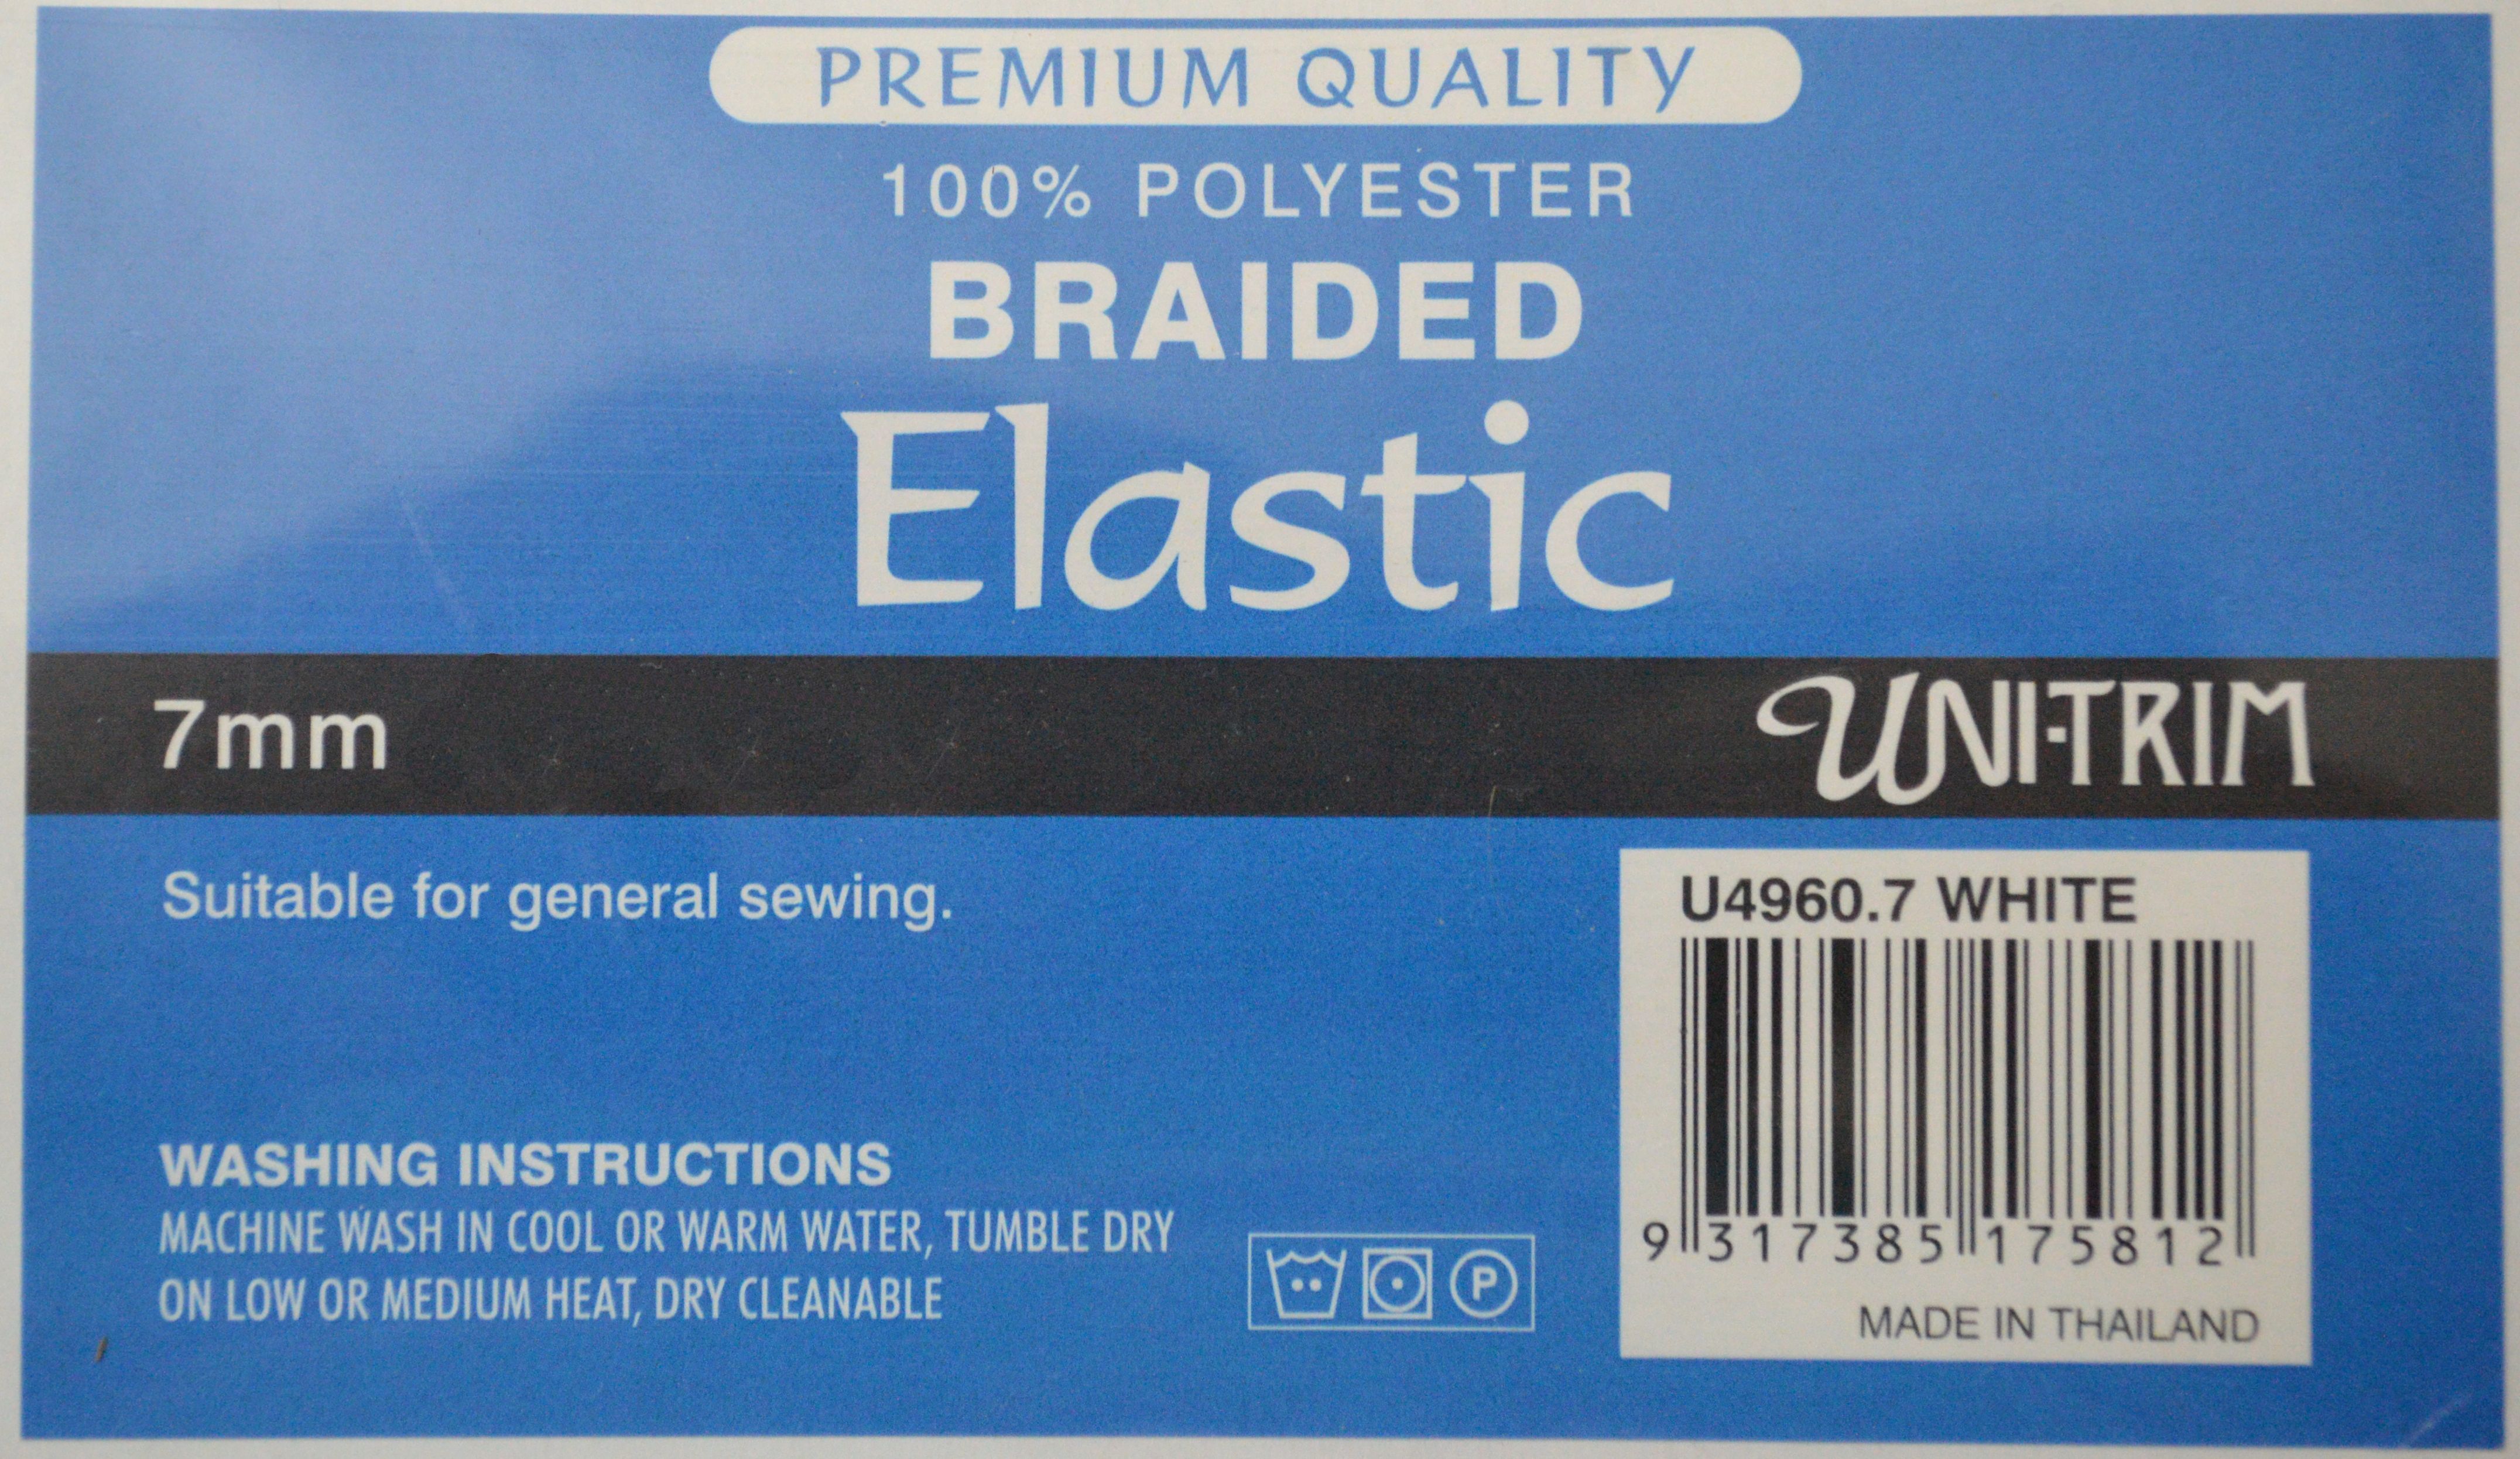 PREMIUM QUALITY
100% POLYESTER
BRAIDED
Elastic
7mm
UNI-TRIM
Suitable for general sewing.
U4960.7 WHITE
9 317385 175812
MADE IN THAILAND
WASHING INSTRUCTIONS
MACHINE WASH IN COOL OR WARM WATER, TUMBLE DRY
ON LOW OR MEDIUM HEAT, DRY CLEANABLE
P